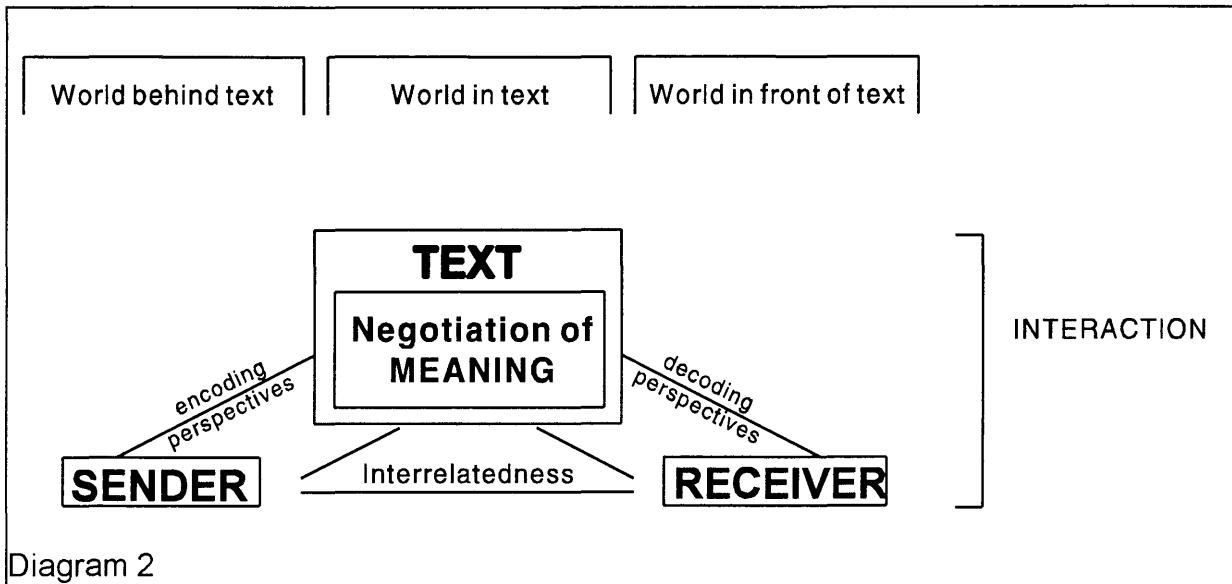 World behind text
World in text
World in front of text
TEXT
Negotiation of
MEANING
INTERACTION
encoding
perspectives
decoding
perspectives
Interrelatedness
SENDER
RECEIVER
Diagram 2